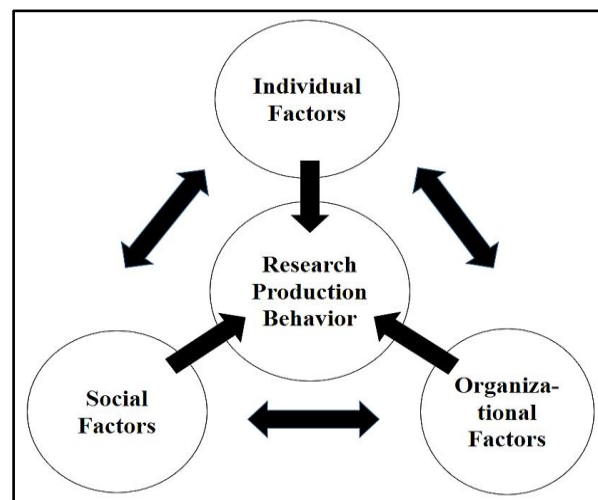 Individual
Factors
Research
Production
Behavior
Social
Factors
Organiza-
tional
Factors